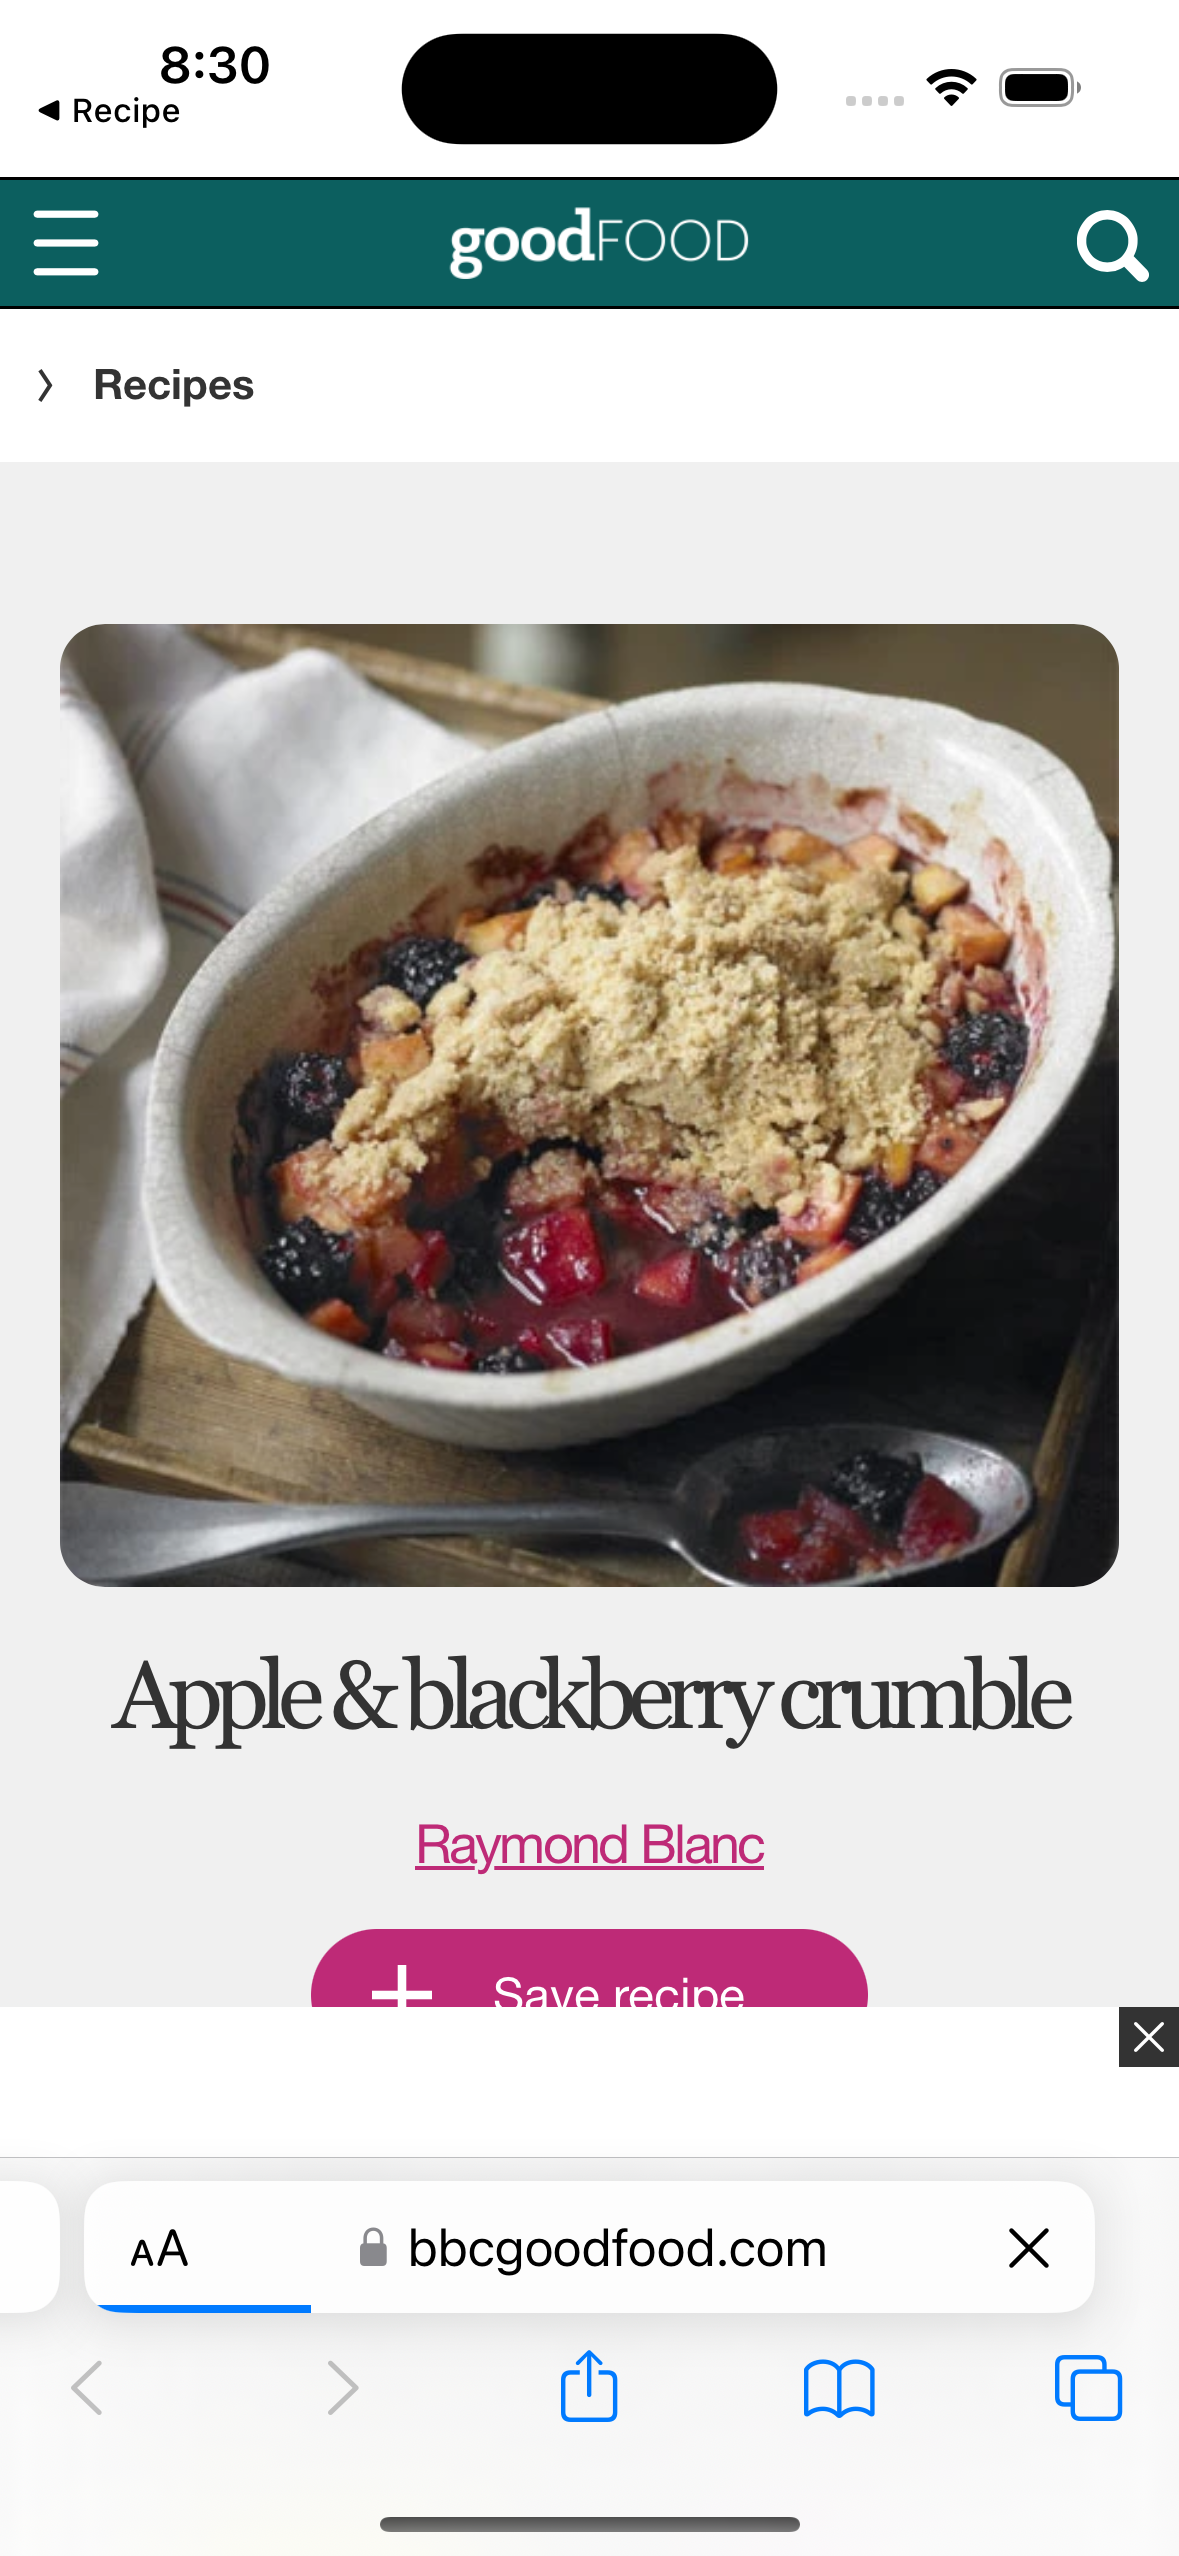 8:30
◀ Recipe
goodFOOD
Recipes
Apple & blackberry crumble
Raymond Blanc
Save recipe
AA bbcgoodfood.com